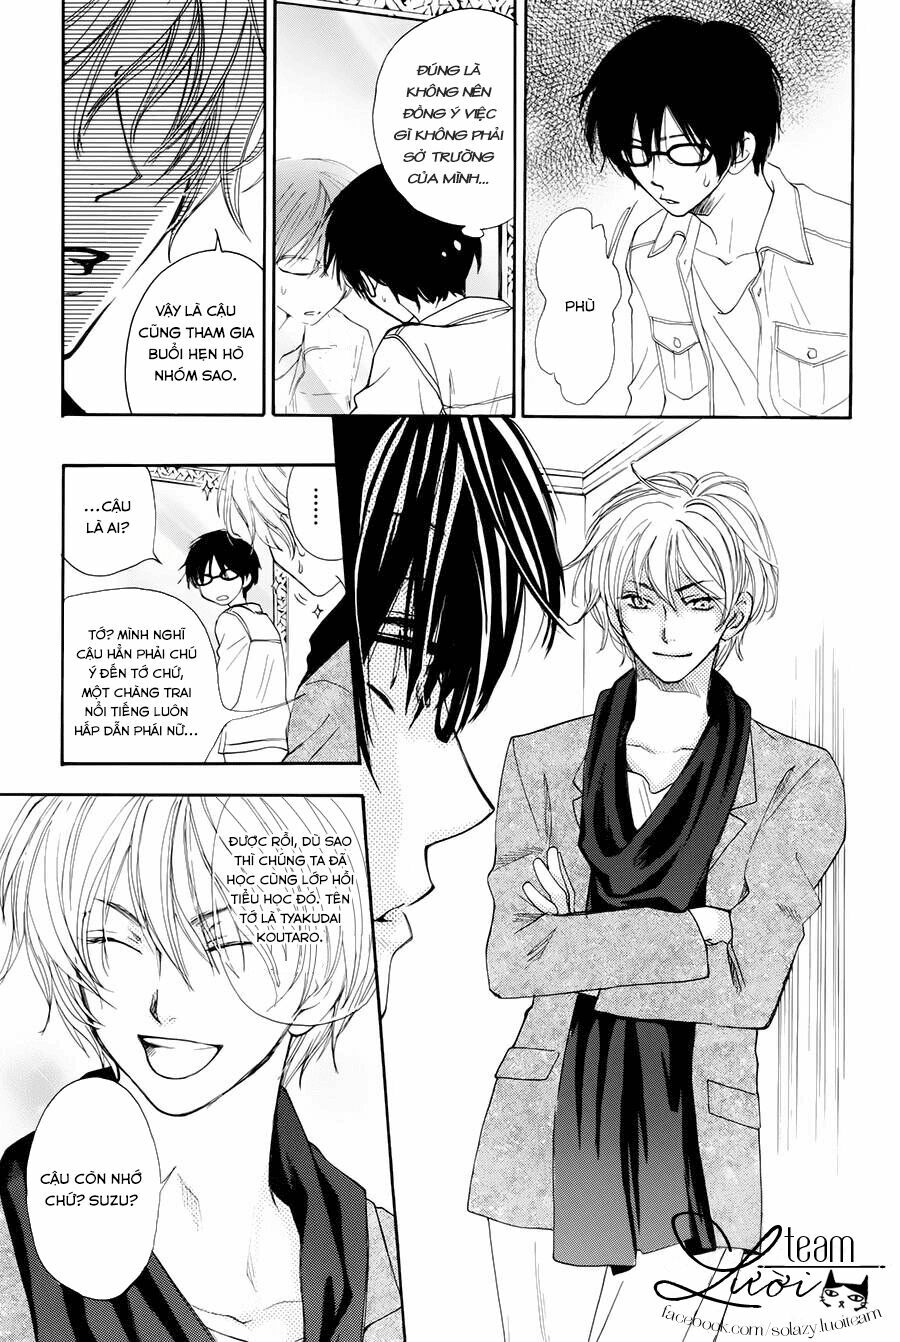 PHÙ
ĐÚNG LÀ
KHÔNG NÊN
ĐỒNG Ý VIỆC
GÌ KHÔNG PHẢI
SỞ TRƯỜNG
CỦA MÌNH...
VẬY LÀ CẬU
CŨNG THAM GIA
BUỔI HẸN HÒ
NHÓM SAO.
......
...CẬU
LÀ AI?
TỚ? MÌNH NGHĨ
CẬU HẲN PHẢI CHÚ
Ý ĐẾN TỚ CHỨ,
MỘT CHÀNG TRAI
NỔI TIẾNG LUÔN
HẤP DẪN PHÁI NỮ...
ĐƯỢC RỒI, DÙ SAO
THÌ CHÚNG TA ĐÃ
HỌC CÙNG LỚP HỒI
TIỂU HỌC ĐÓ. TÊN
TỚ LÀ TYAKUDAI
KOUTARO.
CẬU CÒN NHỚ
CHỨ? SUZU?
team
Lười
facebook.com/solazy.luoiteam